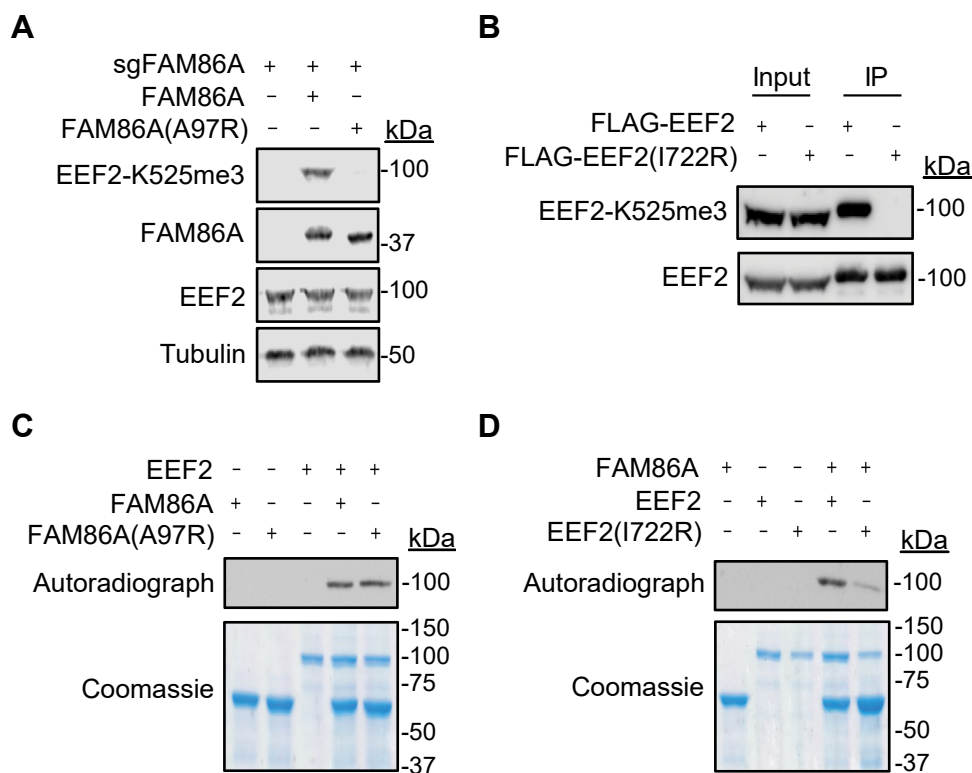 A
sgFAM86A + + +
FAM86A - + -
FAM86A(A97R) - - + kDa
EEF2-K525me3 -100
FAM86A -37
EEF2 -100
Tubulin -50
B
Input IP
FLAG-EEF2 + - + -
FLAG-EEF2(I722R) - + - + kDa
EEF2-K525me3 -100
EEF2 -100
C
EEF2 - - + + +
FAM86A + - - + -
FAM86A(A97R) - + - - + kDa
Autoradiograph -100
Coomassie
-150
-100
-75
-50
-37
D
FAM86A + - - + +
EEF2 - + - + -
EEF2(I722R) - - + - + kDa
Autoradiograph -100
Coomassie
-150
-100
-75
-50
-37